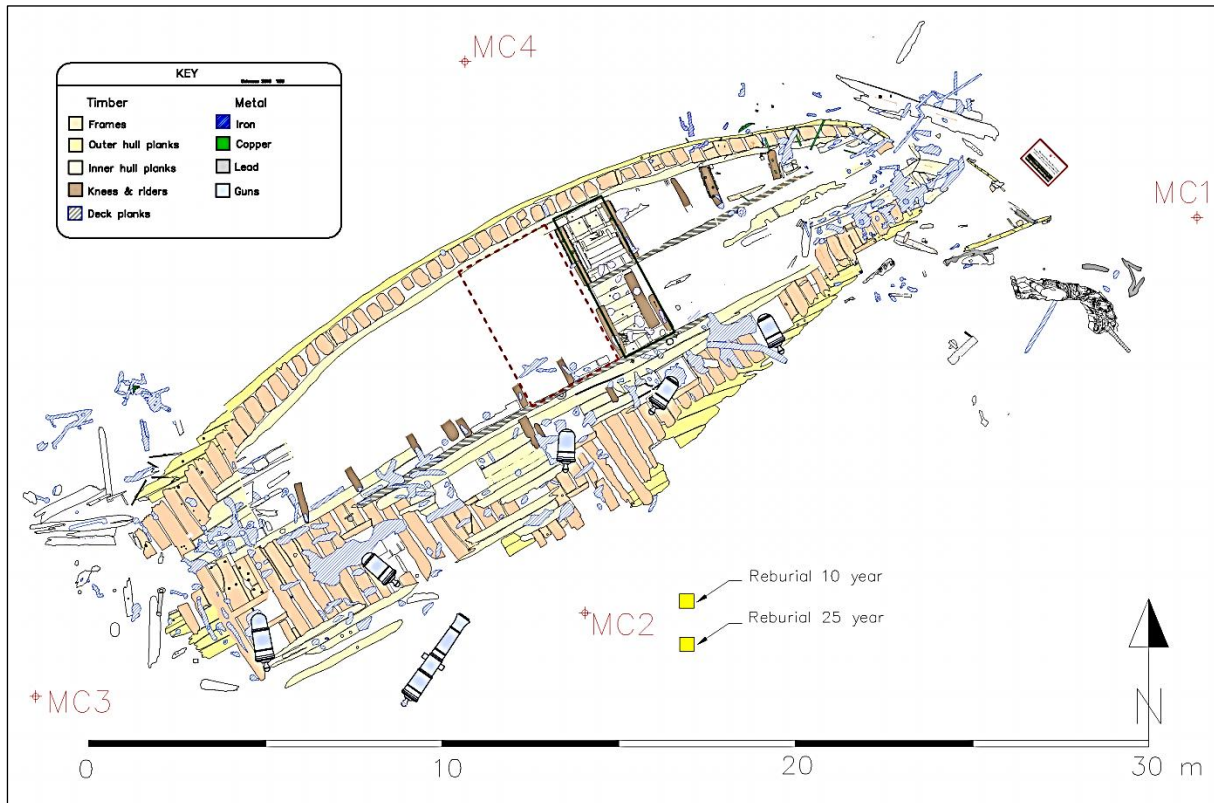 MC4
KEY
Timber
Metal
Frames
Iron
Outer hull planks
Copper
Inner hull planks
Lead
Knees & riders
Guns
Deck planks
MC1
Reburial 10 year
MC2
Reburial 25 year
MC3
N
0
10
20
30 m